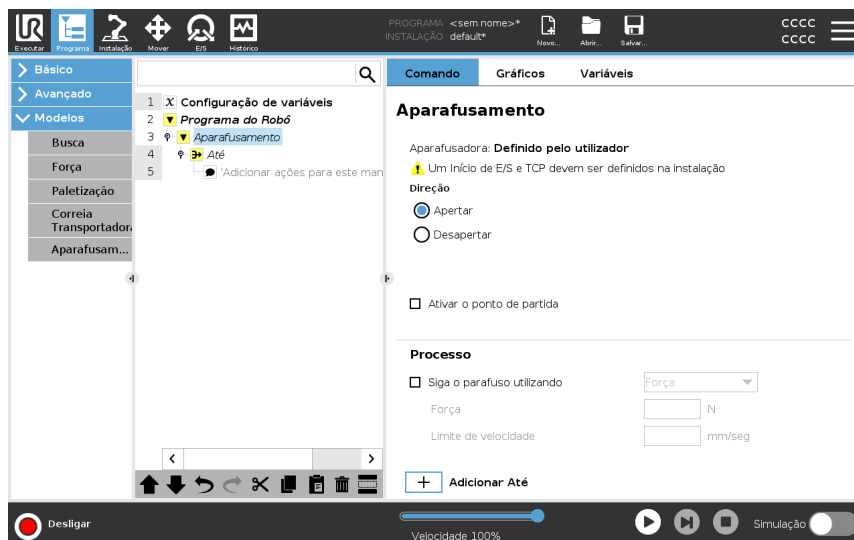 PROGRAMA <sem nome>*
INSTALAÇÃO default*
Executar
Programa
Instalação
Mover
E/S
Histórico
Novo...
Abrir...
Salvar...
CCCC
CCCC
Básico
Avançado
Modelos
Busca
Força
Paletização
Correia
Transportador
Aparafusam...
1 X Configuração de variáveis
2 Programa do Robô
3 Aparafusamento
4 Até
5 'Adicionar ações para este man
Comando Gráficos Variáveis
Aparafusamento
Aparafusadora: Definido pelo utilizador
Um Início de E/S e TCP devem ser definidos na instalação
Direção
Apertar
Desapertar
Ativar o ponto de partida
Processo
Siga o parafuso utilizando Força
Força N
Limite de velocidade mm/seg
+ Adicionar Até
Desligar
Velocidade 100%
Simulação